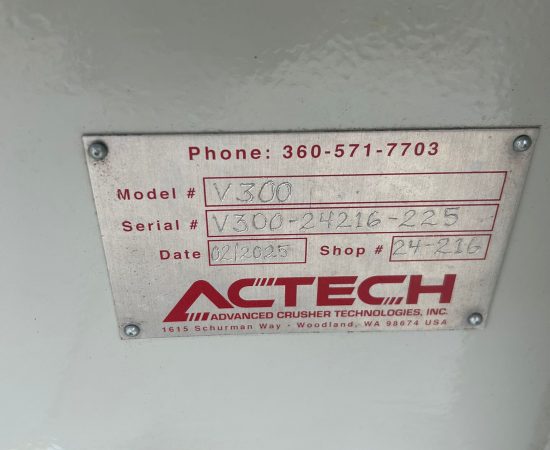 Phone: 360-571-7703
Model # V300
Serial # V300-24216-225
Date 02/2025 Shop # 24-216
ACTECH
ADVANCED CRUSHER TECHNOLOGIES, INC.
1615 Schurman Way · Woodland, WA 98674 USA